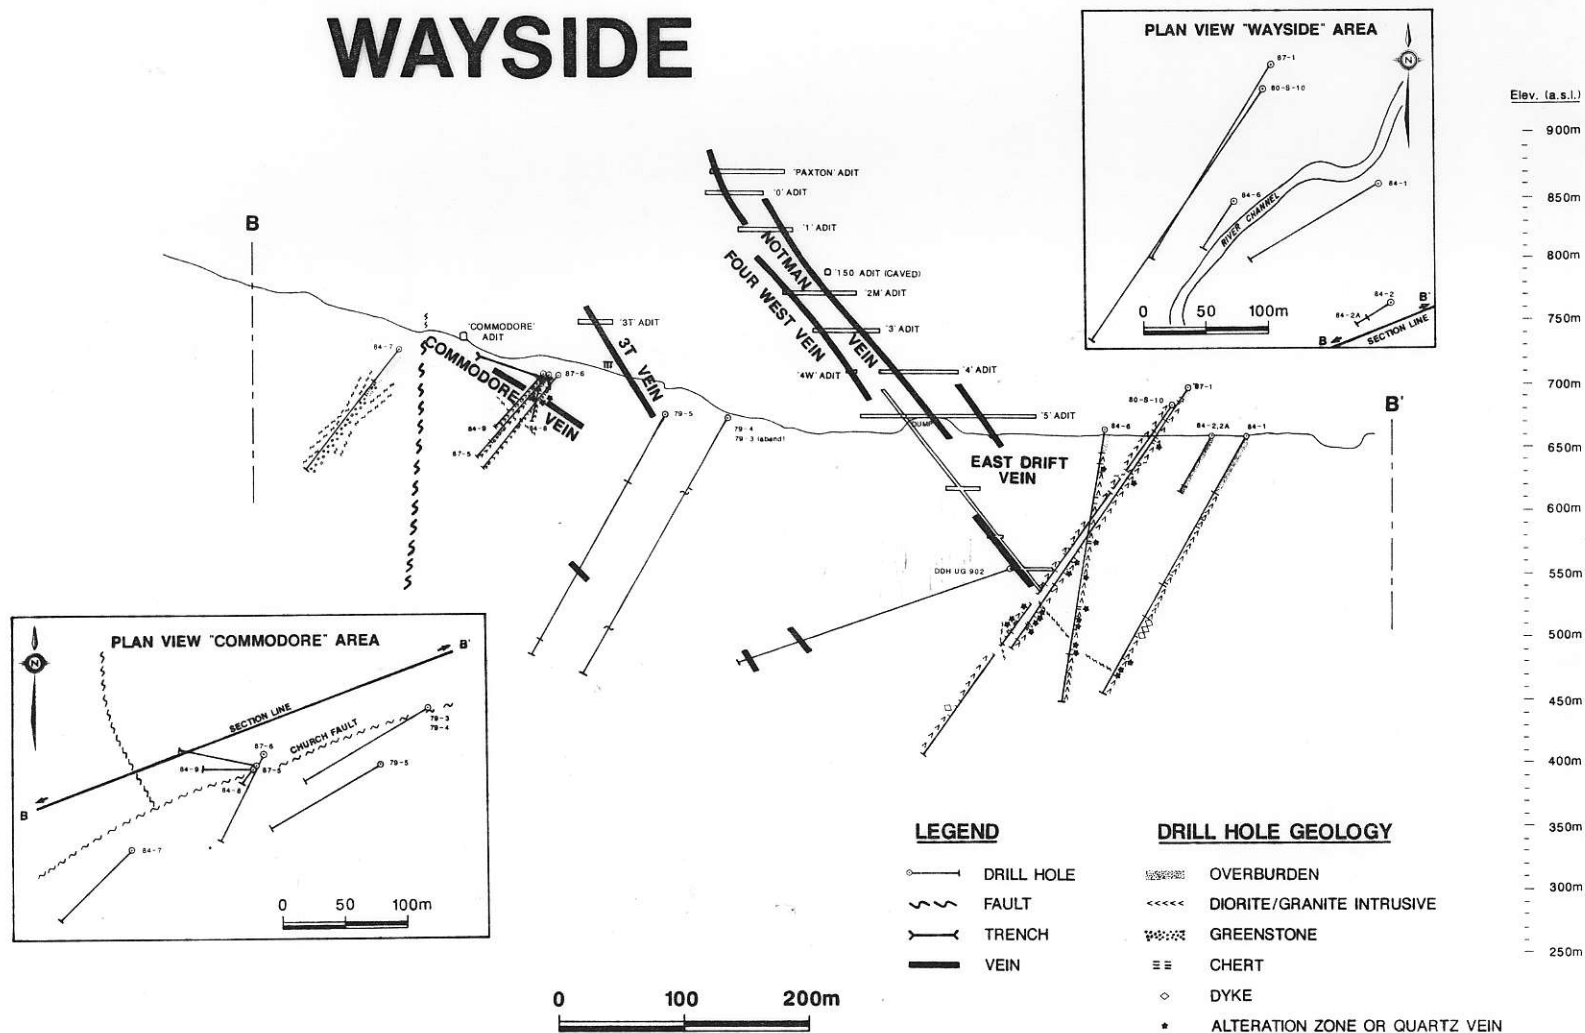 WAYSIDE
PLAN VIEW "WAYSIDE" AREA
N
87-1
80-S-10
84-6
84-1
RIVER CHANNEL
84-2
84-2A
B'
B
SECTION LINE
0 50 100m
Elev. (a.s.l.)
900m
850m
800m
750m
700m
650m
600m
550m
500m
450m
400m
350m
300m
250m
B
B'
'PAXTON' ADIT
'0' ADIT
'1' ADIT
'150 ADIT (CAVED)
'2M' ADIT
'3' ADIT
'4' ADIT
'4W' ADIT
'5' ADIT
NOTMAN
VEIN
FOUR WEST VEIN
'COMMODORE'
ADIT
'3T' ADIT
3T VEIN
COMMODORE
VEIN
84-7
87-6
84-9
84-8
87-5
79-5
79-4
79-3 (aband)
DUMP
EAST DRIFT
VEIN
DDH UG 902
84-6
80-S-10
87-1
84-2,2A
84-1
PLAN VIEW "COMMODORE" AREA
N
B'
B
SECTION LINE
CHURCH FAULT
79-3
79-4
87-6
84-9
87-5
84-8
79-5
84-7
0 50 100m
LEGEND
DRILL HOLE
FAULT
TRENCH
VEIN
DRILL HOLE GEOLOGY
OVERBURDEN
DIORITE/GRANITE INTRUSIVE
GREENSTONE
CHERT
DYKE
ALTERATION ZONE OR QUARTZ VEIN
0 100 200m